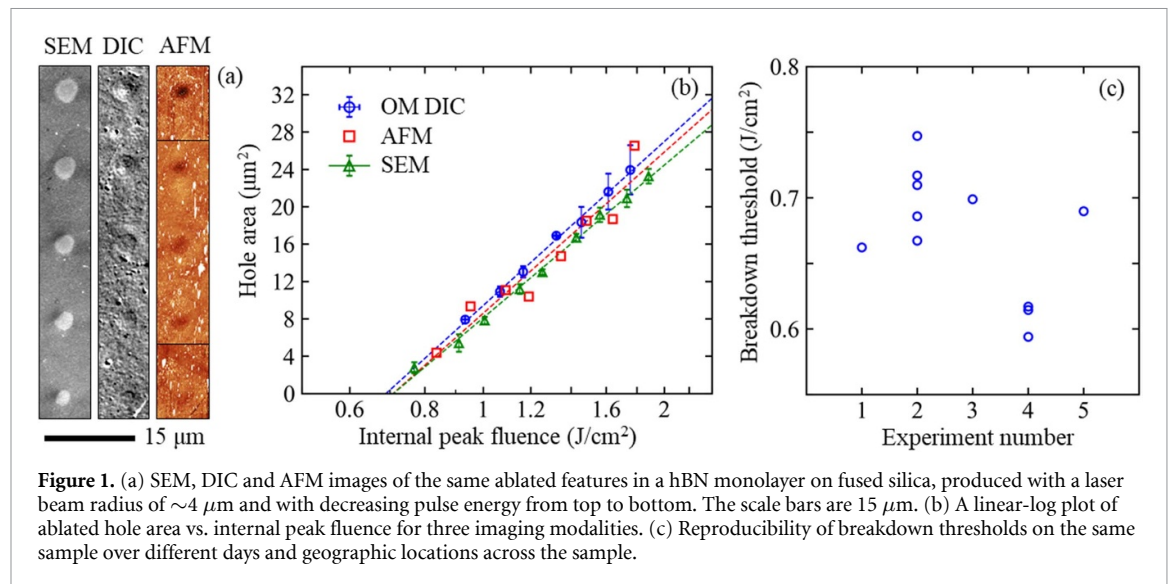 SEM DIC AFM
(a)
15 μm
(b)
OM DIC
AFM
SEM
Hole area (μm²)
32
28
24
20
16
12
8
4
0
0.6 0.8 1 1.2 1.6 2
Internal peak fluence (J/cm²)
(c)
Breakdown threshold (J/cm²)
0.8
0.7
0.6
1 2 3 4 5
Experiment number
Figure 1. (a) SEM, DIC and AFM images of the same ablated features in a hBN monolayer on fused silica, produced with a laser
beam radius of ∼4 μm and with decreasing pulse energy from top to bottom. The scale bars are 15 μm. (b) A linear-log plot of
ablated hole area vs. internal peak fluence for three imaging modalities. (c) Reproducibility of breakdown thresholds on the same
sample over different days and geographic locations across the sample.